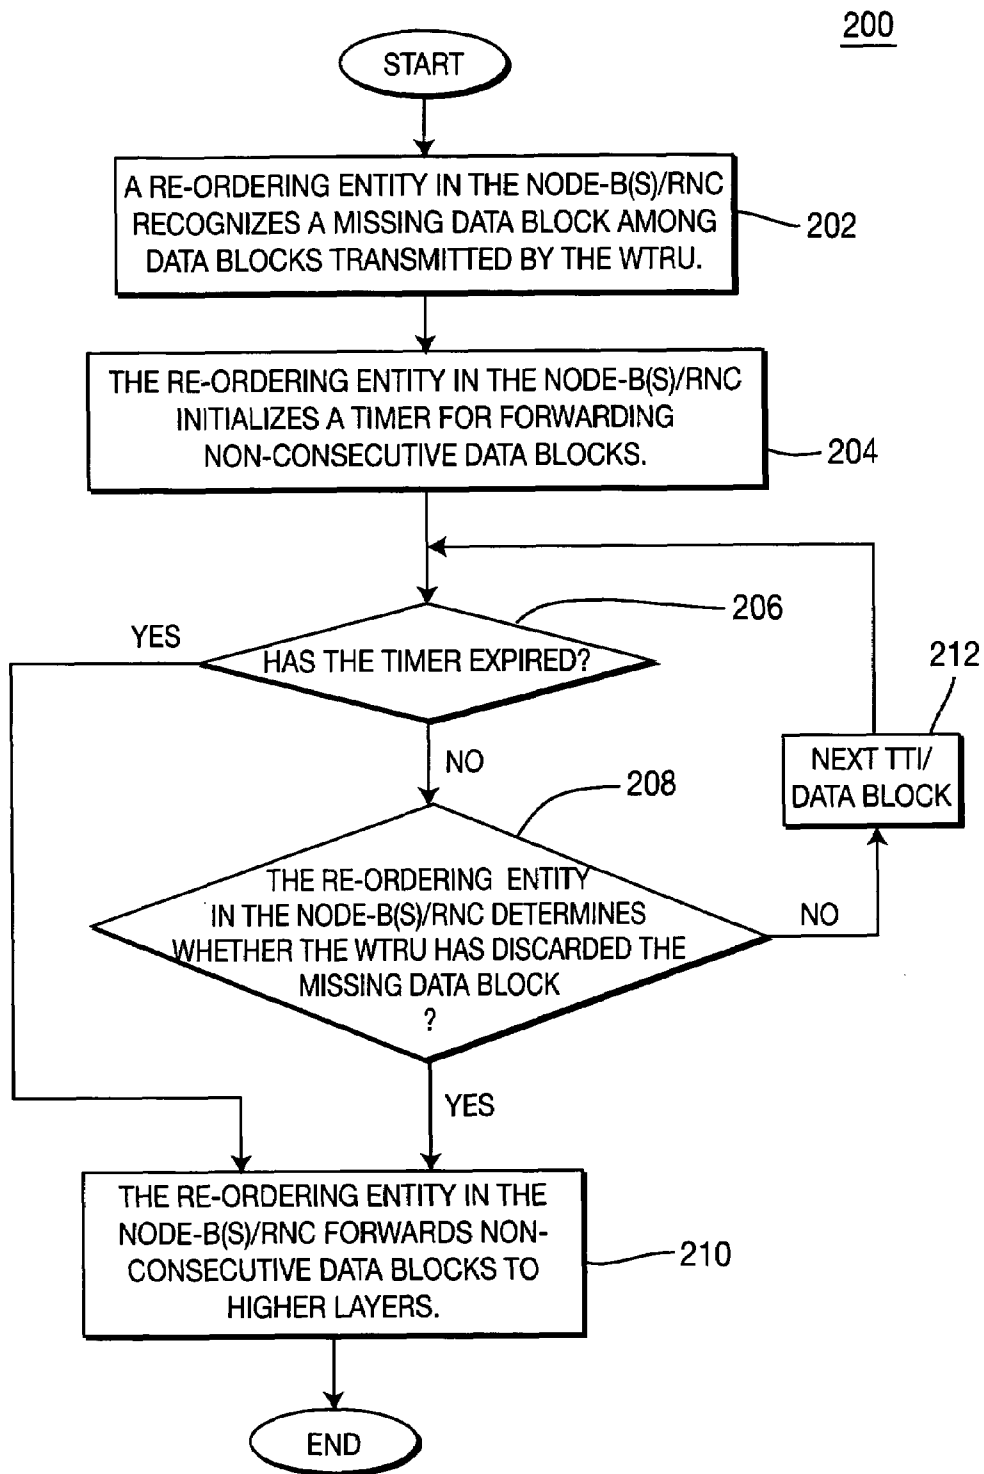 200
START
A RE-ORDERING ENTITY IN THE NODE-B(S)/RNC
RECOGNIZES A MISSING DATA BLOCK AMONG
DATA BLOCKS TRANSMITTED BY THE WTRU.
202
THE RE-ORDERING ENTITY IN THE NODE-B(S)/RNC
INITIALIZES A TIMER FOR FORWARDING
NON-CONSECUTIVE DATA BLOCKS.
204
206
YES
HAS THE TIMER EXPIRED?
212
NO
NEXT TTI/
DATA BLOCK
208
THE RE-ORDERING ENTITY
IN THE NODE-B(S)/RNC DETERMINES
WHETHER THE WTRU HAS DISCARDED THE
MISSING DATA BLOCK
?
NO
YES
THE RE-ORDERING ENTITY IN THE
NODE-B(S)/RNC FORWARDS NON-
CONSECUTIVE DATA BLOCKS TO
HIGHER LAYERS.
210
END